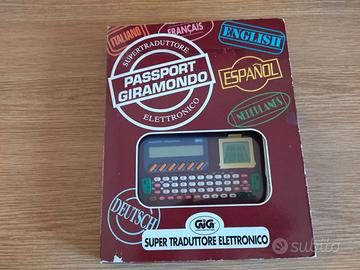 ITALIANO
FRANÇAIS
ENGLISH
SUPERTRADUTTORE
PASSPORT
GIRAMONDO
ELETTRONICO
ESPAÑOL
NEDERLANDS
DEUTSCH
GIG
SUPER TRADUTTORE ELETTRONICO
subito